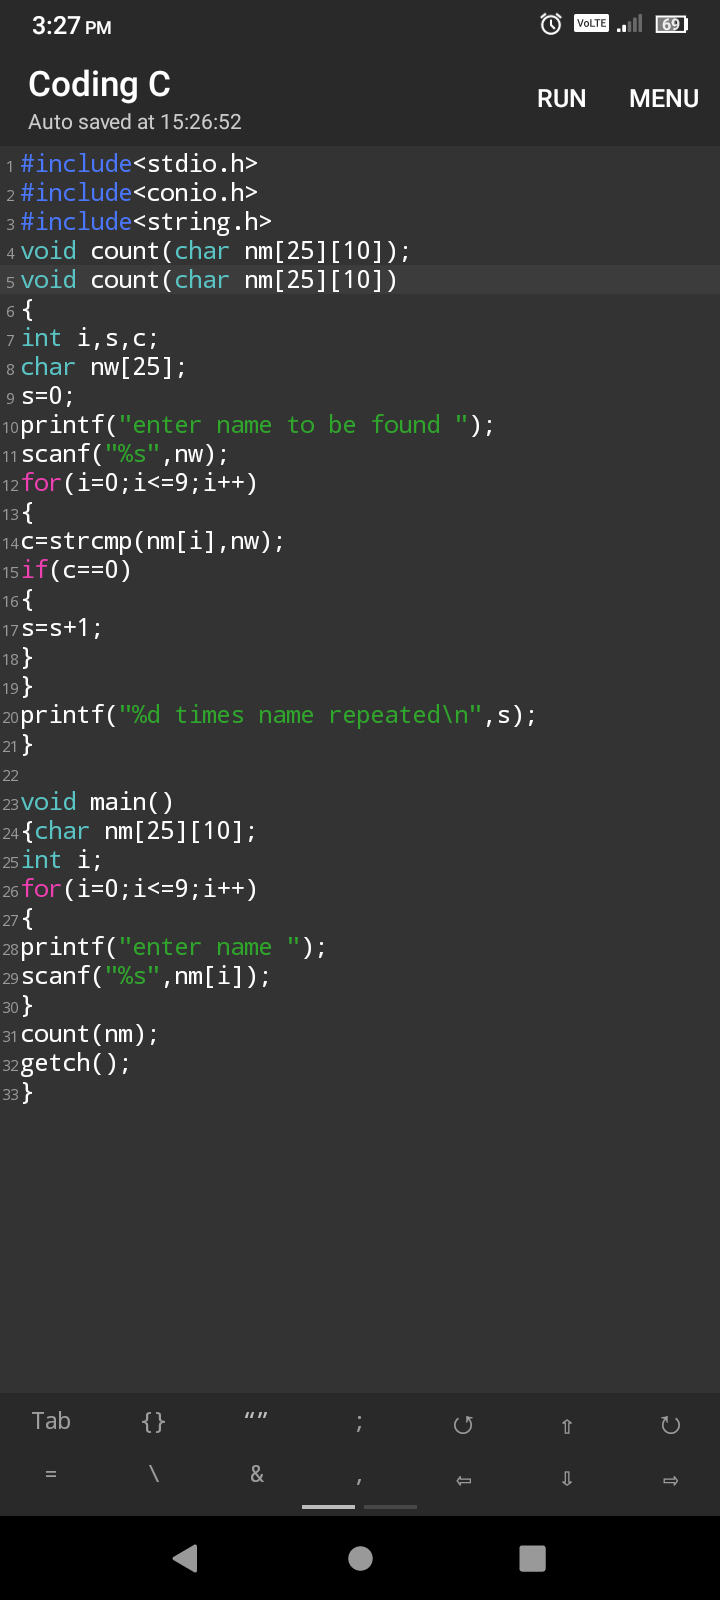 3:27 PM VoLTE 69
Coding C
Auto saved at 15:26:52
RUN MENU
1 #include<stdio.h>
2 #include<conio.h>
3 #include<string.h>
4 void count(char nm[25][10]);
5 void count(char nm[25][10])
6 {
7 int i,s,c;
8 char nw[25];
9 s=0;
10 printf("enter name to be found ");
11 scanf("%s",nw);
12 for(i=0;i<=9;i++)
13 {
14 c=strcmp(nm[i],nw);
15 if(c==0)
16 {
17 s=s+1;
18 }
19 }
20 printf("%d times name repeated\n",s);
21 }
22
23 void main()
24 {char nm[25][10];
25 int i;
26 for(i=0;i<=9;i++)
27 {
28 printf("enter name ");
29 scanf("%s",nm[i]);
30 }
31 count(nm);
32 getch();
33 }
Tab {} “” ; ⭯ ⇧ ⭮
= \ & , ⇦ ⇩ ⇨